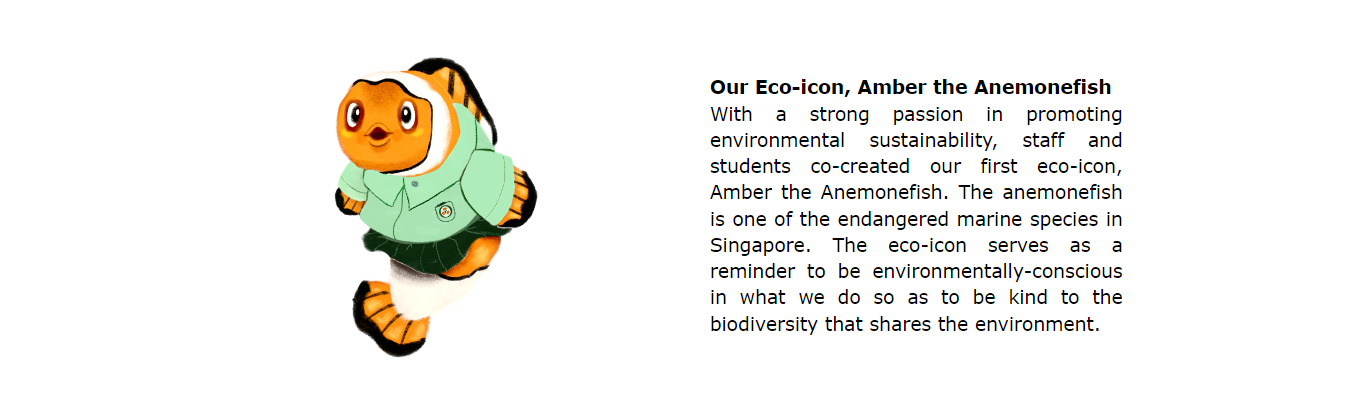 Our Eco-icon, Amber the Anemonefish
With a strong passion in promoting
environmental sustainability, staff and
students co-created our first eco-icon,
Amber the Anemonefish. The anemonefish
is one of the endangered marine species in
Singapore. The eco-icon serves as a
reminder to be environmentally-conscious
in what we do so as to be kind to the
biodiversity that shares the environment.